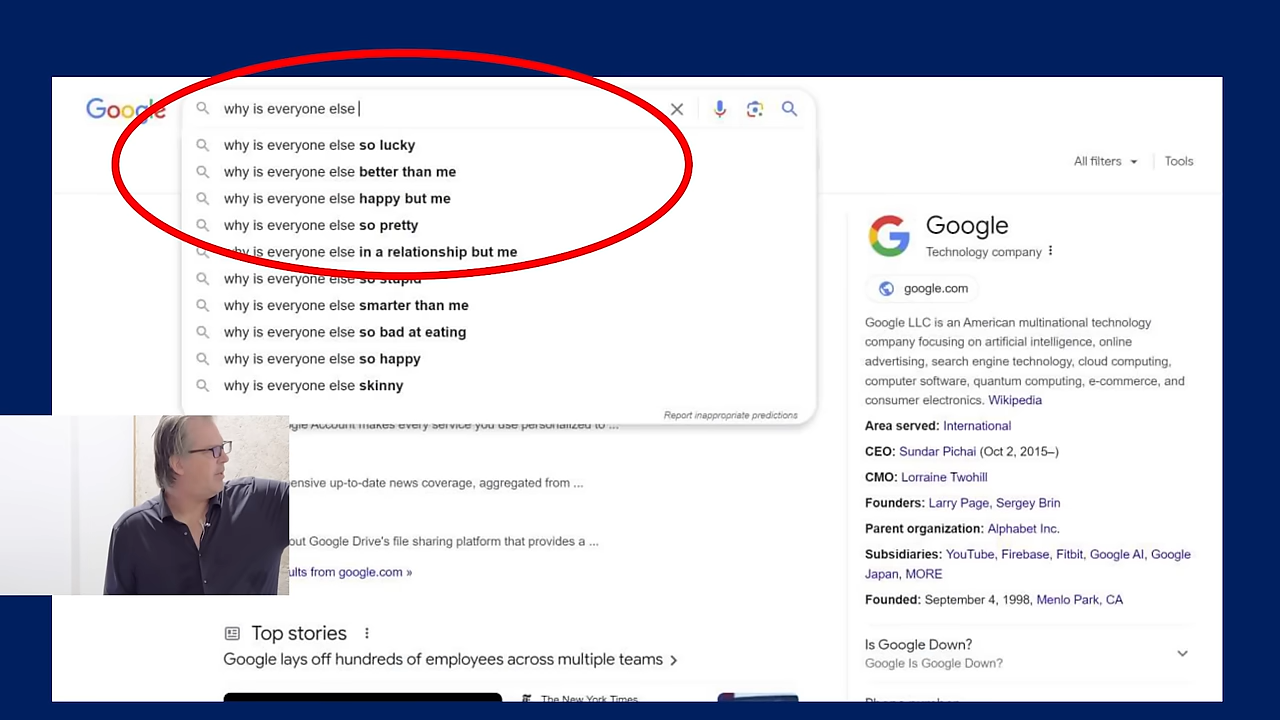 Google
why is everyone else
why is everyone else so lucky
why is everyone else better than me
why is everyone else happy but me
why is everyone else so pretty
why is everyone else in a relationship but me
why is everyone else so stupid
why is everyone else smarter than me
why is everyone else so bad at eating
why is everyone else so happy
why is everyone else skinny
Report inappropriate predictions
All filters
Tools
gle Account makes every service you use personalized to ...
ensive up-to-date news coverage, aggregated from ...
out Google Drive's file sharing platform that provides a ...
ults from google.com »
Top stories
Google lays off hundreds of employees across multiple teams
The New York Times
Google
Technology company
google.com
Google LLC is an American multinational technology
company focusing on artificial intelligence, online
advertising, search engine technology, cloud computing,
computer software, quantum computing, e-commerce, and
consumer electronics. Wikipedia
Area served: International
CEO: Sundar Pichai (Oct 2, 2015–)
CMO: Lorraine Twohill
Founders: Larry Page, Sergey Brin
Parent organization: Alphabet Inc.
Subsidiaries: YouTube, Firebase, Fitbit, Google AI, Google
Japan, MORE
Founded: September 4, 1998, Menlo Park, CA
Is Google Down?
Google Is Google Down?